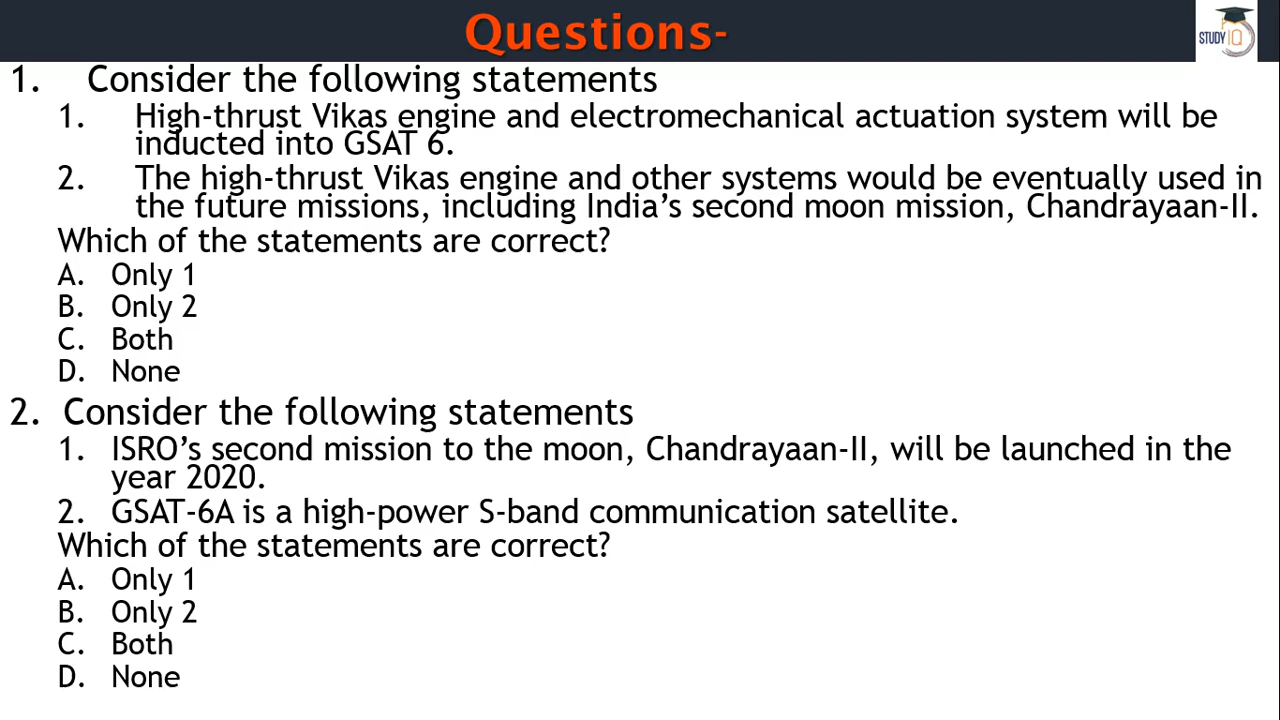 Questions-
STUDY IQ
1. Consider the following statements
1. High-thrust Vikas engine and electromechanical actuation system will be
inducted into GSAT 6.
2. The high-thrust Vikas engine and other systems would be eventually used in
the future missions, including India's second moon mission, Chandrayaan-II.
Which of the statements are correct?
A. Only 1
B. Only 2
C. Both
D. None
2. Consider the following statements
1. ISRO's second mission to the moon, Chandrayaan-II, will be launched in the
year 2020.
2. GSAT-6A is a high-power S-band communication satellite.
Which of the statements are correct?
A. Only 1
B. Only 2
C. Both
D. None